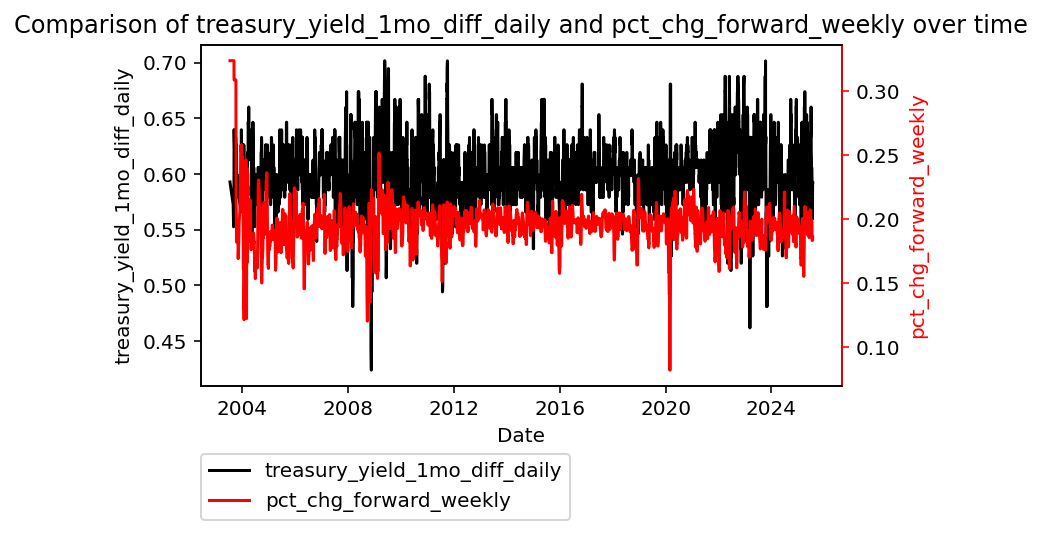 Comparison of treasury_yield_1mo_diff_daily and pct_chg_forward_weekly over time
treasury_yield_1mo_diff_daily
0.70
0.65
0.60
0.55
0.50
0.45
0.30
0.25
0.20
0.15
0.10
pct_chg_forward_weekly
2004 2008 2012 2016 2020 2024
Date
treasury_yield_1mo_diff_daily
pct_chg_forward_weekly